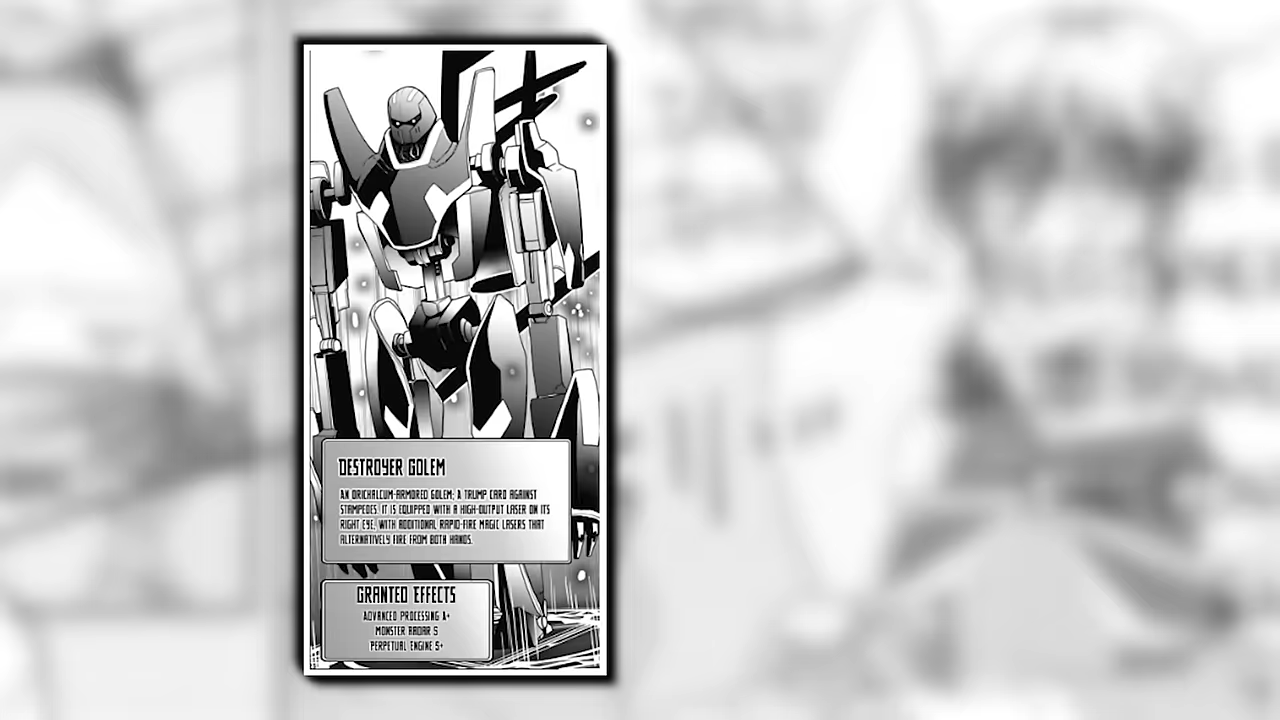 DESTROYER GOLEM
AN ORICHALCUM-ARMORED GOLEM; A TRUMP CARD AGAINST
STAMPEDES. IT IS EQUIPPED WITH A HIGH-OUTPUT LASER ON ITS
RIGHT EYE, WITH ADDITIONAL RAPID-FIRE MAGIC LASERS THAT
ALTERNATIVELY FIRE FROM BOTH HANDS.
GRANTED EFFECTS
ADVANCED PROCESSING A+
MONSTER RADAR S
PERPETUAL ENGINE S+